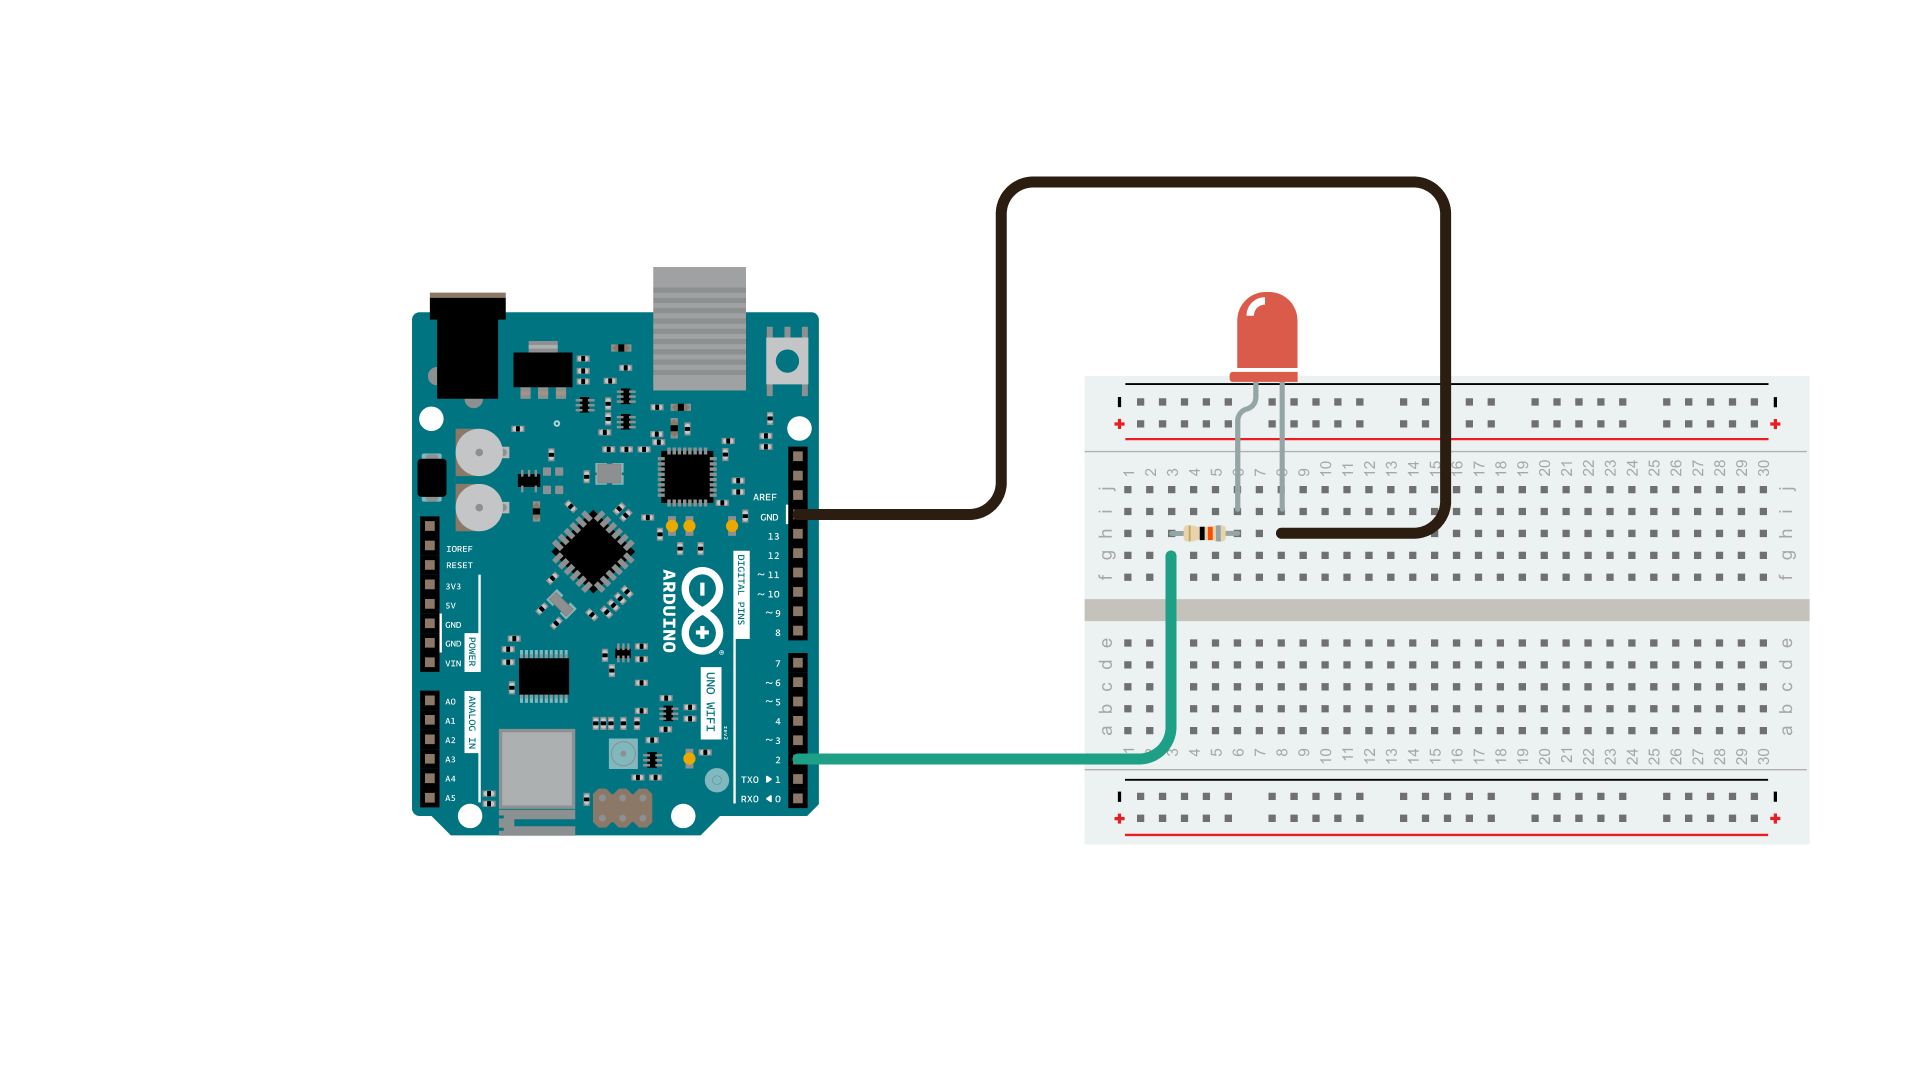 AREF
GND
13
12
~ 11
~ 10
~ 9
8
7
~ 6
~ 5
4
~ 3
2
TX0 ▶ 1
RX0 ◀ 0
DIGITAL PINS
ARDUINO
UNO WIFI
IOREF
RESET
3V3
5V
GND
GND
VIN
POWER
A0
A1
A2
A3
A4
A5
ANALOG IN
1 2 3 4 5 6 7 8 9 10 11 12 13 14 15 16 17 18 19 20 21 22 23 24 25 26 27 28 29 30
j j
i i
h h
g g
f f
e e
d d
c c
b b
a a
1 3 4 5 6 7 8 9 10 11 12 13 14 15 16 17 18 19 20 21 22 23 24 25 26 27 28 29 30